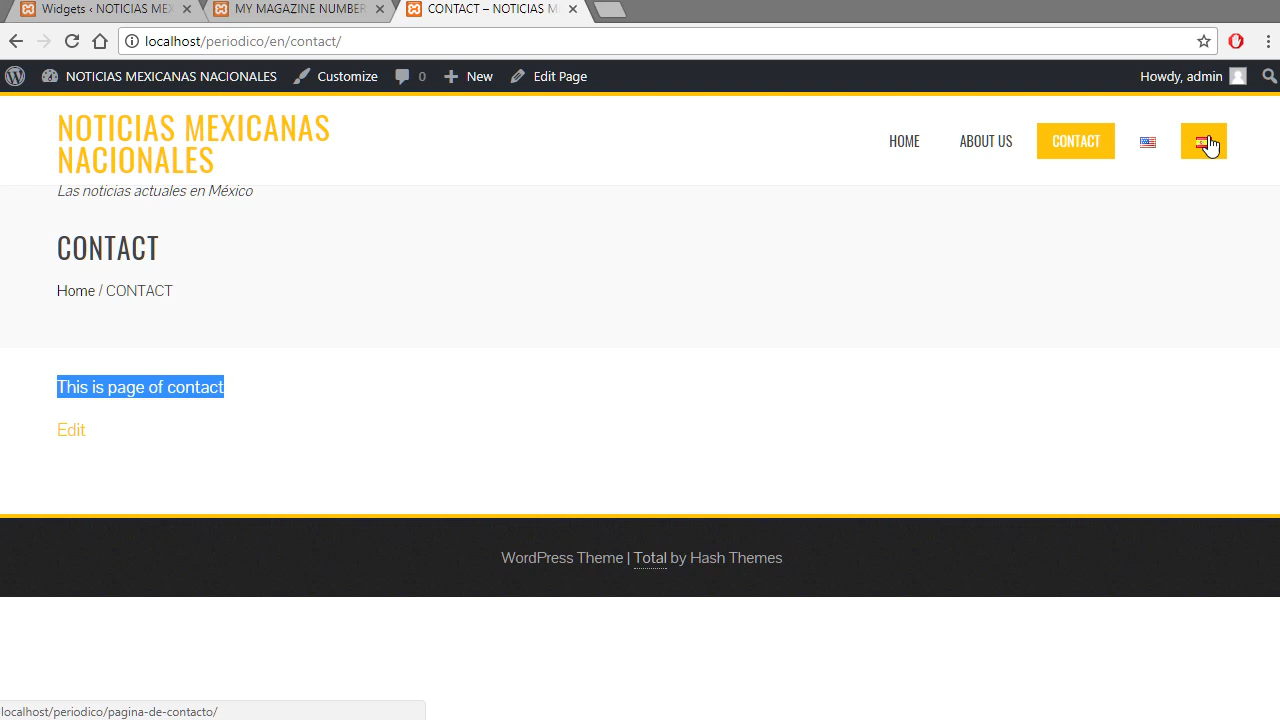 Widgets ‹ NOTICIAS MEX
MY MAGAZINE NUMBER
CONTACT – NOTICIAS M
localhost/periodico/en/contact/
NOTICIAS MEXICANAS NACIONALES Customize 0 New Edit Page Howdy, admin
NOTICIAS MEXICANAS
NACIONALES
Las noticias actuales en México
HOME ABOUT US CONTACT
CONTACT
Home / CONTACT
This is page of contact
Edit
WordPress Theme | Total by Hash Themes
localhost/periodico/pagina-de-contacto/